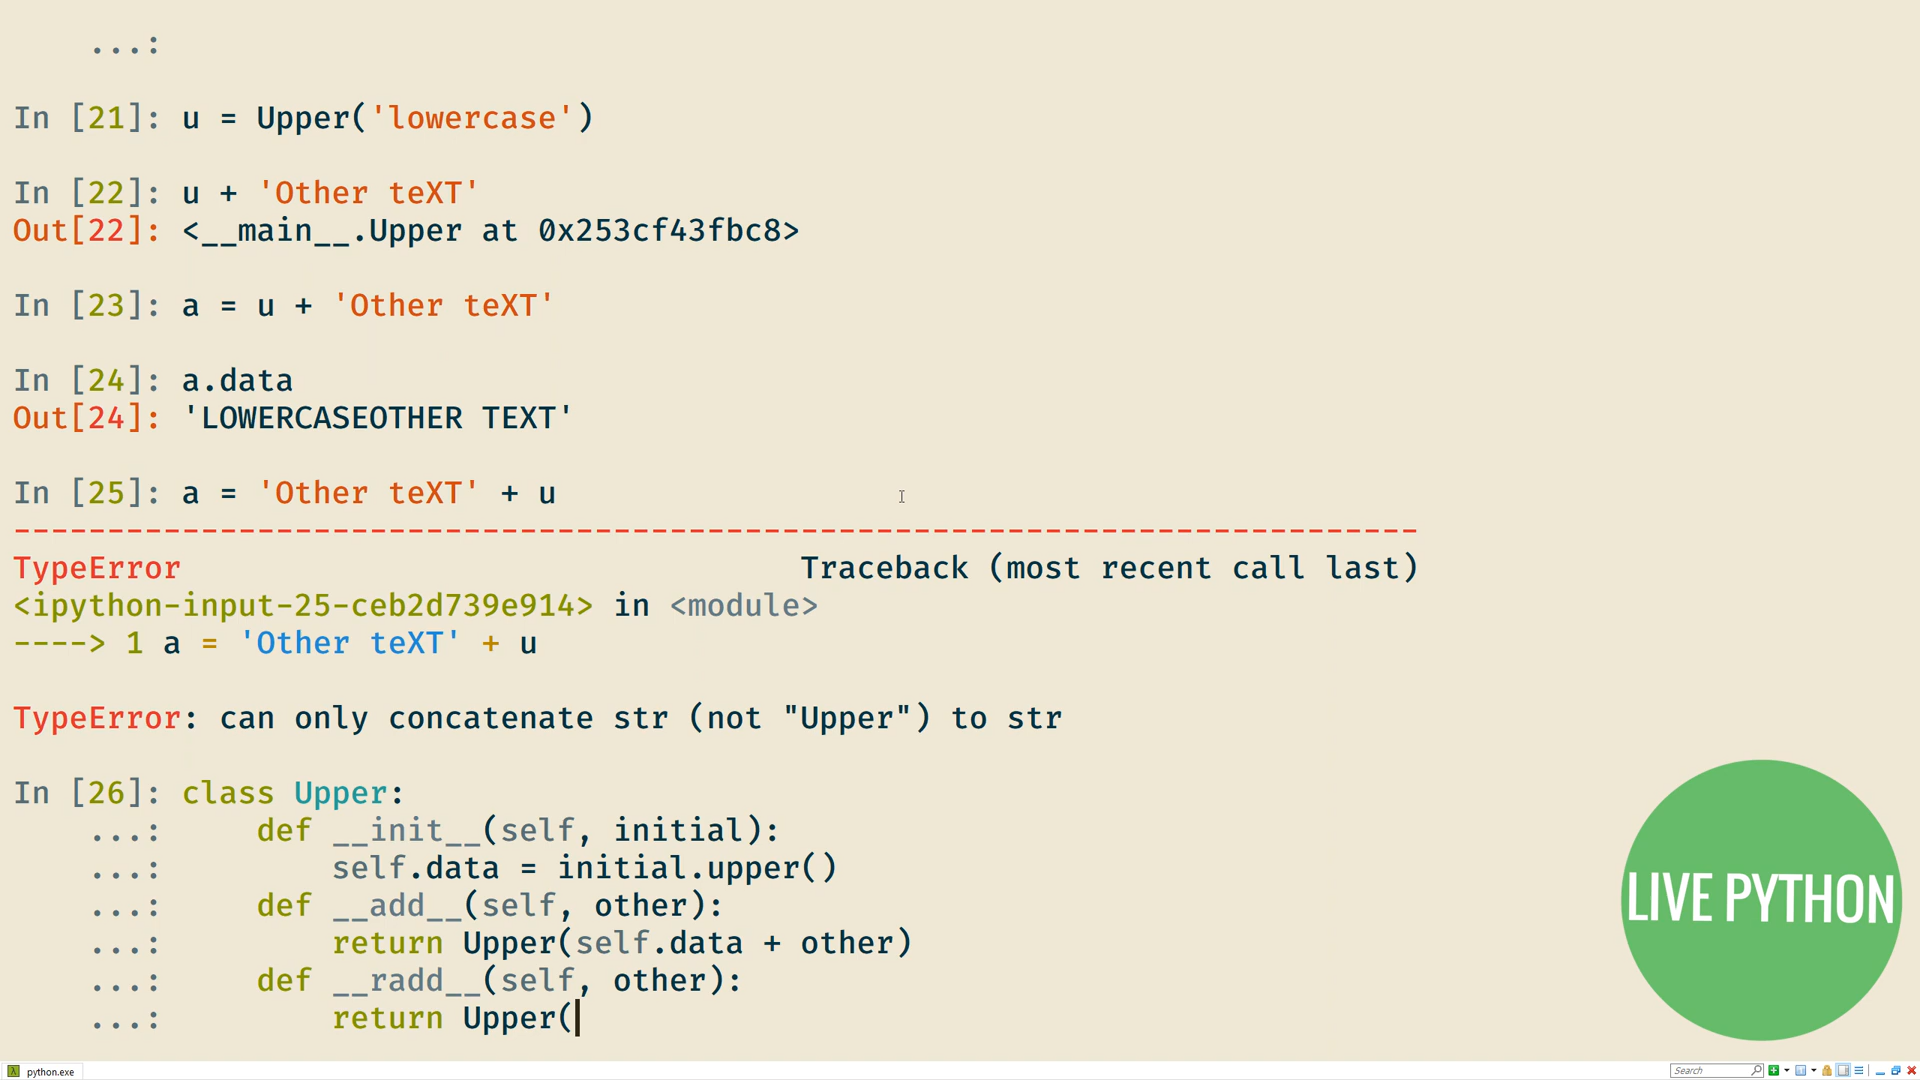 ...:
In [21]: u = Upper('lowercase')
In [22]: u + 'Other teXT'
Out[22]: <__main__.Upper at 0x253cf43fbc8>
In [23]: a = u + 'Other teXT'
In [24]: a.data
Out[24]: 'LOWERCASEOTHER TEXT'
In [25]: a = 'Other teXT' + u
---------------------------------------------------------------------------
TypeError                                 Traceback (most recent call last)
<ipython-input-25-ceb2d739e914> in <module>
----> 1 a = 'Other teXT' + u
TypeError: can only concatenate str (not "Upper") to str
In [26]: class Upper:
    ...:     def __init__(self, initial):
    ...:         self.data = initial.upper()
    ...:     def __add__(self, other):
    ...:         return Upper(self.data + other)
    ...:     def __radd__(self, other):
    ...:         return Upper(
LIVE PYTHON
python.exe
Search